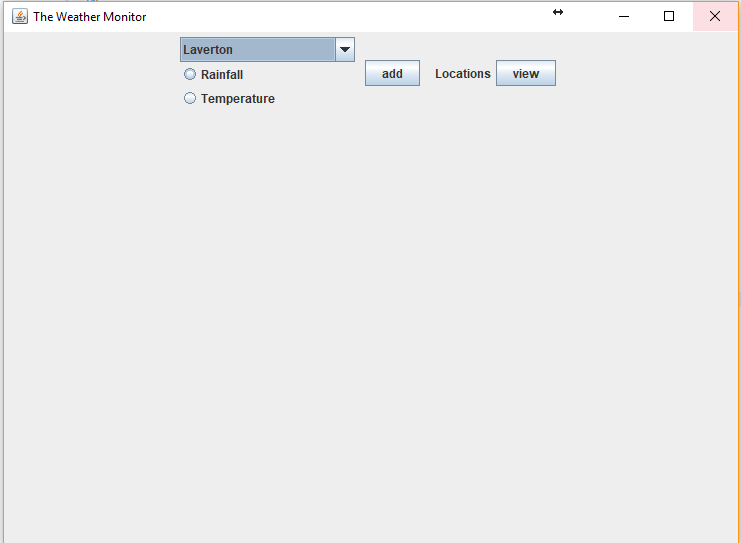 The Weather Monitor
Laverton
Rainfall
add Locations view
Temperature